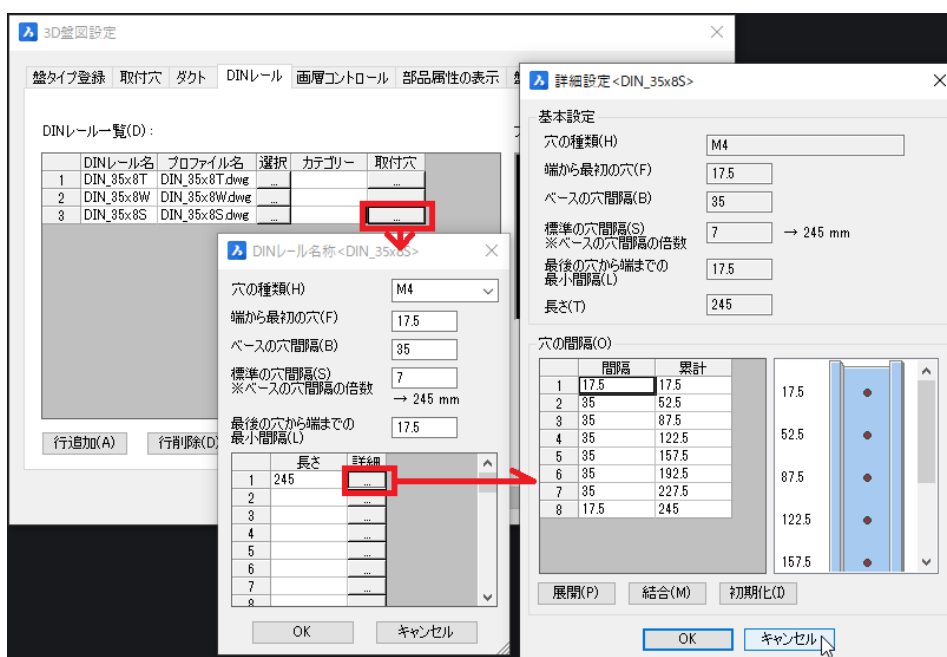 3D盤図設定
盤タイプ登録 取付穴 ダクト DINレール 画層コントロール 部品属性の表示
DINレール一覧(D):
DINレール名 プロファイル名 選択 カテゴリー 取付穴
1 DIN_35x8T DIN_35x8T.dwg ... ...
2 DIN_35x8W DIN_35x8W.dwg ...
3 DIN_35x8S DIN_35x8S.dwg ... ...
行追加(A) 行削除(D)
DINレール名称<DIN_35x8S>
穴の種類(H) M4
端から最初の穴(F) 17.5
ベースの穴間隔(B) 35
標準の穴間隔(S) 7
※ベースの穴間隔の倍数
→ 245 mm
最後の穴から端までの
最小間隔(L) 17.5
長さ 詳細
1 245 ...
2 ...
3 ...
4 ...
5 ...
6 ...
7 ...
8
OK キャンセル
詳細設定<DIN_35x8S>
基本設定
穴の種類(H) M4
端から最初の穴(F) 17.5
ベースの穴間隔(B) 35
標準の穴間隔(S) 7 → 245 mm
※ベースの穴間隔の倍数
最後の穴から端までの
最小間隔(L) 17.5
長さ(T) 245
穴の間隔(O)
間隔 累計
1 17.5 17.5
2 35 52.5
3 35 87.5
4 35 122.5
5 35 157.5
6 35 192.5
7 35 227.5
8 17.5 245
17.5
52.5
87.5
122.5
157.5
展開(P) 結合(M) 初期化(I)
OK キャンセル